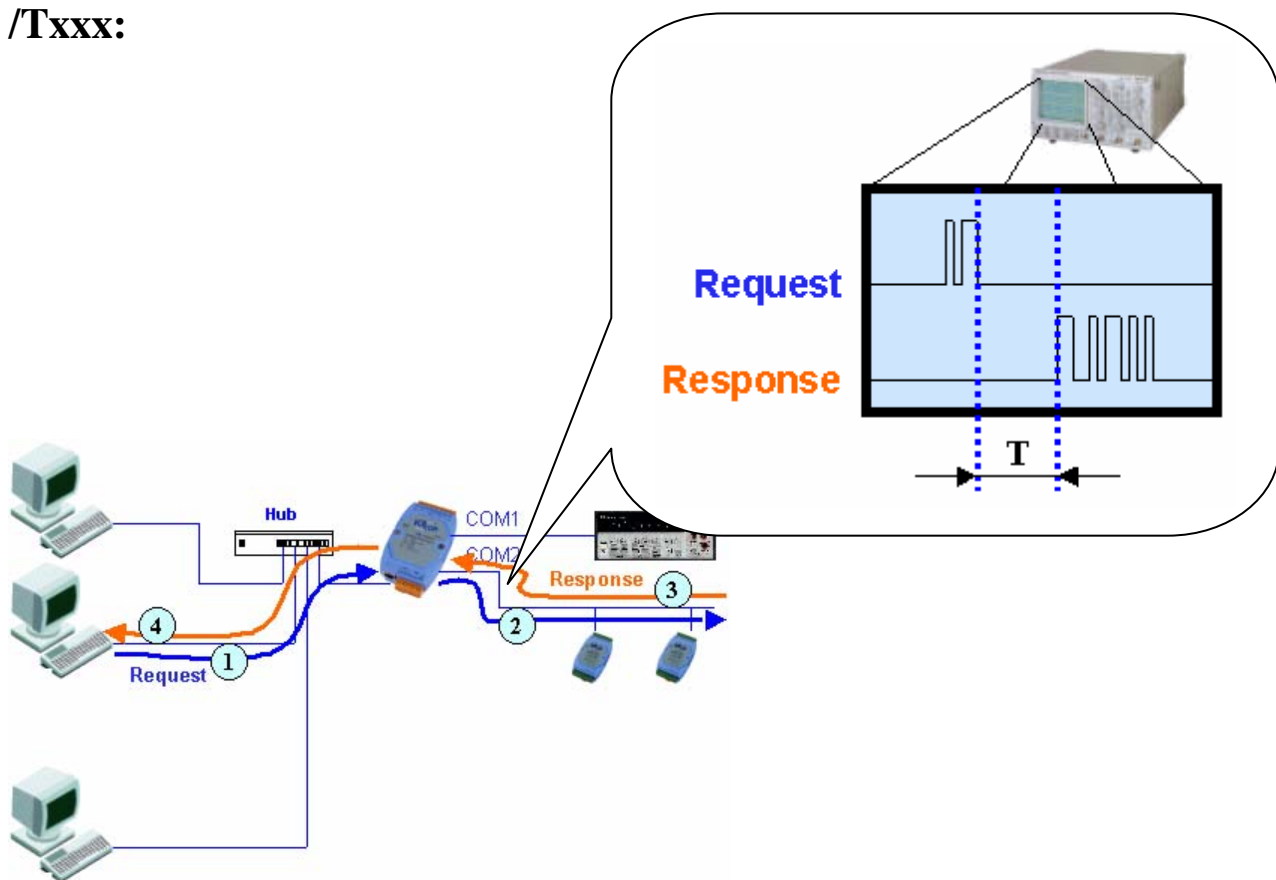 /Txxx:
Request
Response
T
Hub
COM1
COM2
Response
3
4
2
1
Request